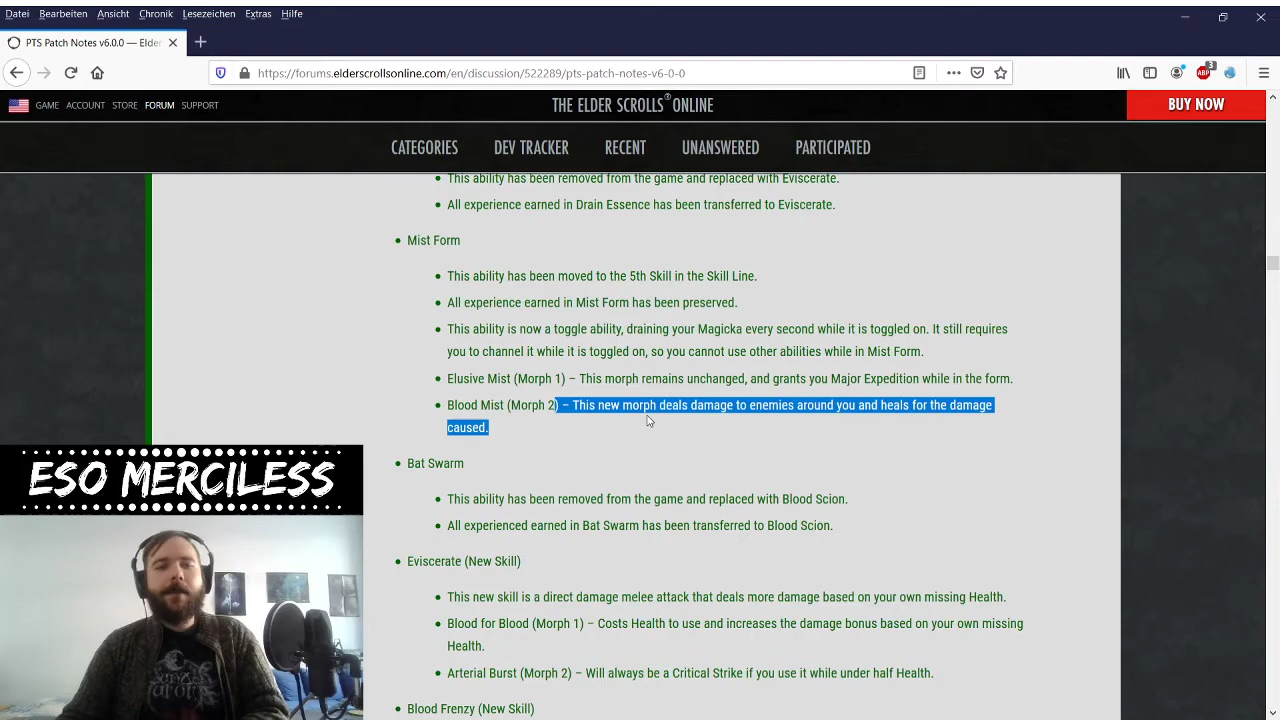 Datei Bearbeiten Ansicht Chronik Lesezeichen Extras Hilfe
PTS Patch Notes v6.0.0 — Elder
https://forums.elderscrollsonline.com/en/discussion/522289/pts-patch-notes-v6-0-0
ABP 3
GAME ACCOUNT STORE FORUM SUPPORT
THE ELDER SCROLLS® ONLINE
BUY NOW
CATEGORIES DEV TRACKER RECENT UNANSWERED PARTICIPATED
This ability has been removed from the game and replaced with Eviscerate.
All experience earned in Drain Essence has been transferred to Eviscerate.
Mist Form
This ability has been moved to the 5th Skill in the Skill Line.
All experience earned in Mist Form has been preserved.
This ability is now a toggle ability, draining your Magicka every second while it is toggled on. It still requires
you to channel it while it is toggled on, so you cannot use other abilities while in Mist Form.
Elusive Mist (Morph 1) – This morph remains unchanged, and grants you Major Expedition while in the form.
Blood Mist (Morph 2) – This new morph deals damage to enemies around you and heals for the damage
caused.
Bat Swarm
This ability has been removed from the game and replaced with Blood Scion.
All experienced earned in Bat Swarm has been transferred to Blood Scion.
Eviscerate (New Skill)
This new skill is a direct damage melee attack that deals more damage based on your own missing Health.
Blood for Blood (Morph 1) – Costs Health to use and increases the damage bonus based on your own missing
Health.
Arterial Burst (Morph 2) – Will always be a Critical Strike if you use it while under half Health.
Blood Frenzy (New Skill)
ESO MERCILESS